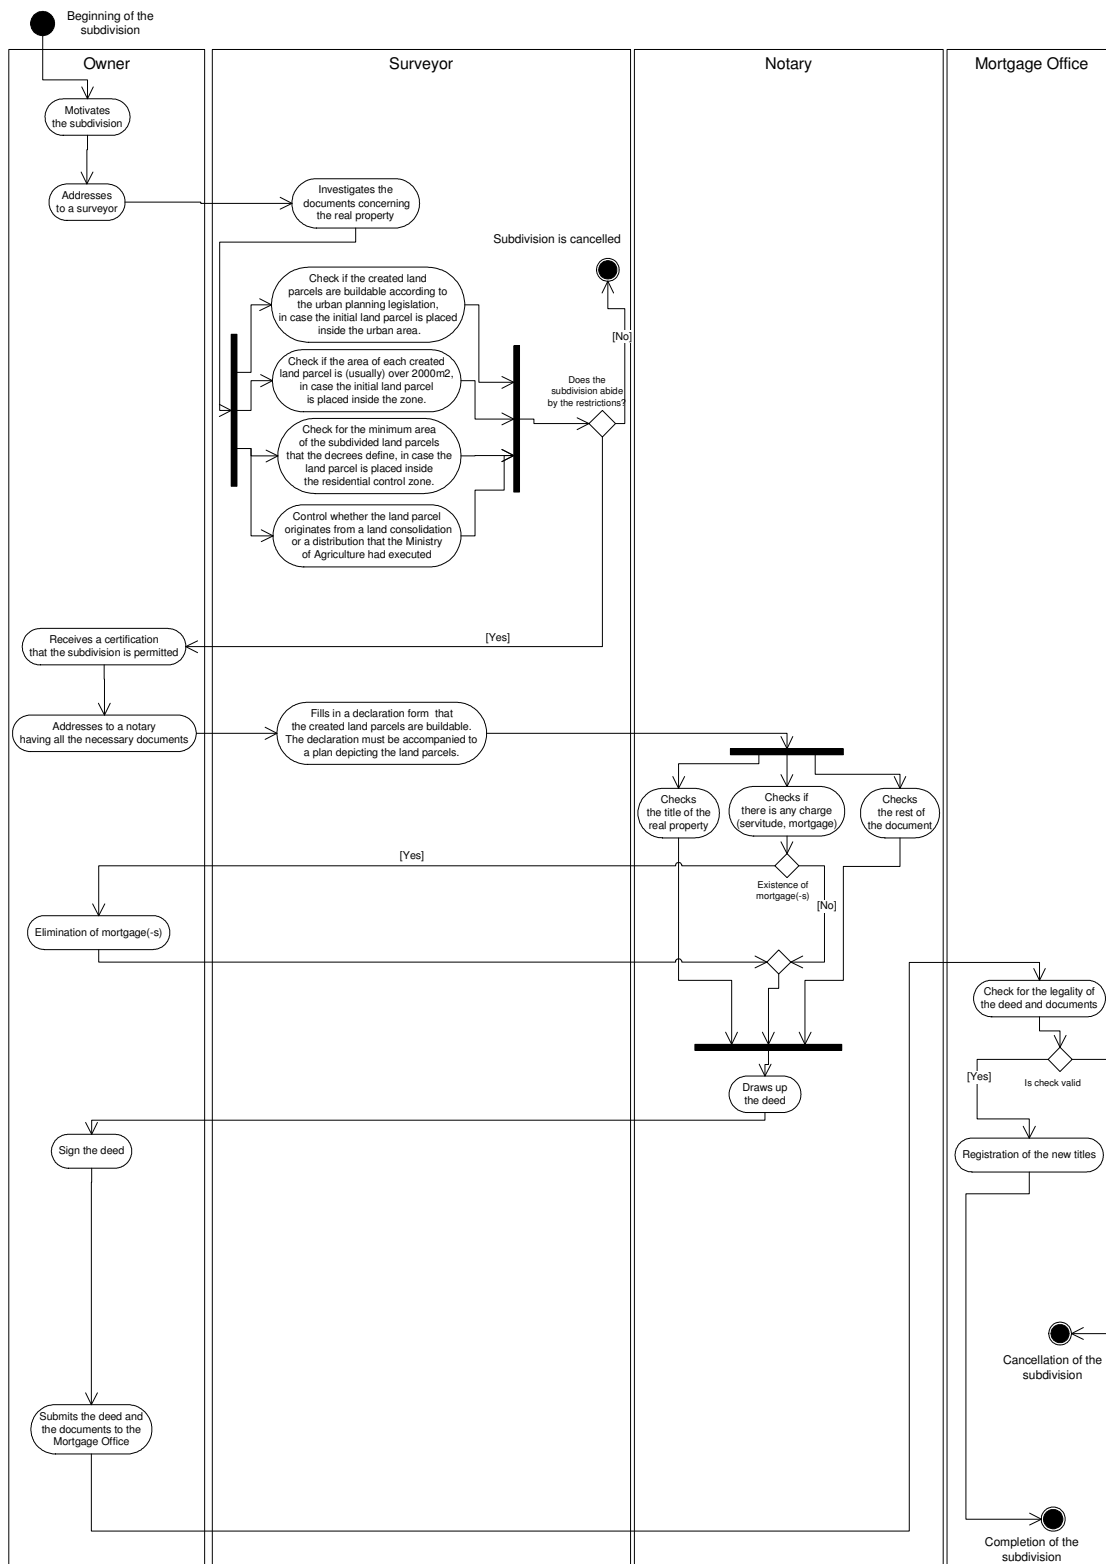 Beginning of the
subdivision
Owner
Surveyor
Notary
Mortgage Office
Motivates
the subdivision
Addresses
to a surveyor
Investigates the
documents concerning
the real property
Subdivision is cancelled
Check if the created land
parcels are buildable according to
the urban planning legislation,
in case the initial land parcel is placed
inside the urban area.
[No]
Check if the area of each created
land parcel is (usually) over 2000m2,
in case the initial land parcel
is placed inside the zone.
Does the
subdivision abide
by the restrictions?
Check for the minimum area
of the subdivided land parcels
that the decrees define, in case the
land parcel is placed inside
the residential control zone.
Control whether the land parcel
originates from a land consolidation
or a distribution that the Ministry
of Agriculture had executed
[Yes]
Receives a certification
that the subdivision is permitted
Addresses to a notary
having all the necessary documents
Fills in a declaration form that
the created land parcels are buildable.
The declaration must be accompanied to
a plan depicting the land parcels.
Checks
the title of the
real property
Checks if
there is any charge
(servitude, mortgage)
Checks
the rest of
the document
[Yes]
Existence of
mortgage(-s)
[No]
Elimination of mortgage(-s)
Check for the legality of
the deed and documents
[Yes]
Is check valid
Draws up
the deed
Sign the deed
Registration of the new titles
Cancellation of the
subdivision
Submits the deed and
the documents to the
Mortgage Office
Completion of the
subdivision